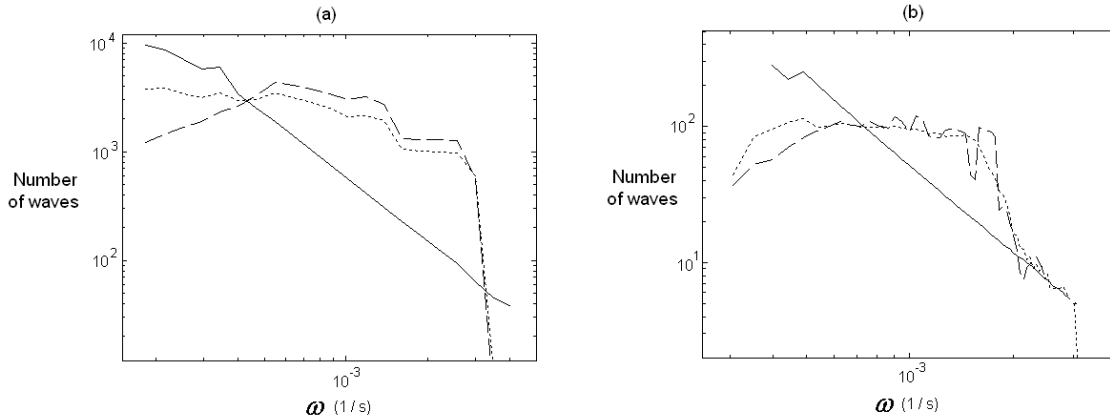 (a)
10^4
10^3
10^2
Number
of waves
10^-3
ω (1 / s)
(b)
10^2
10^1
Number
of waves
10^-3
ω (1 / s)